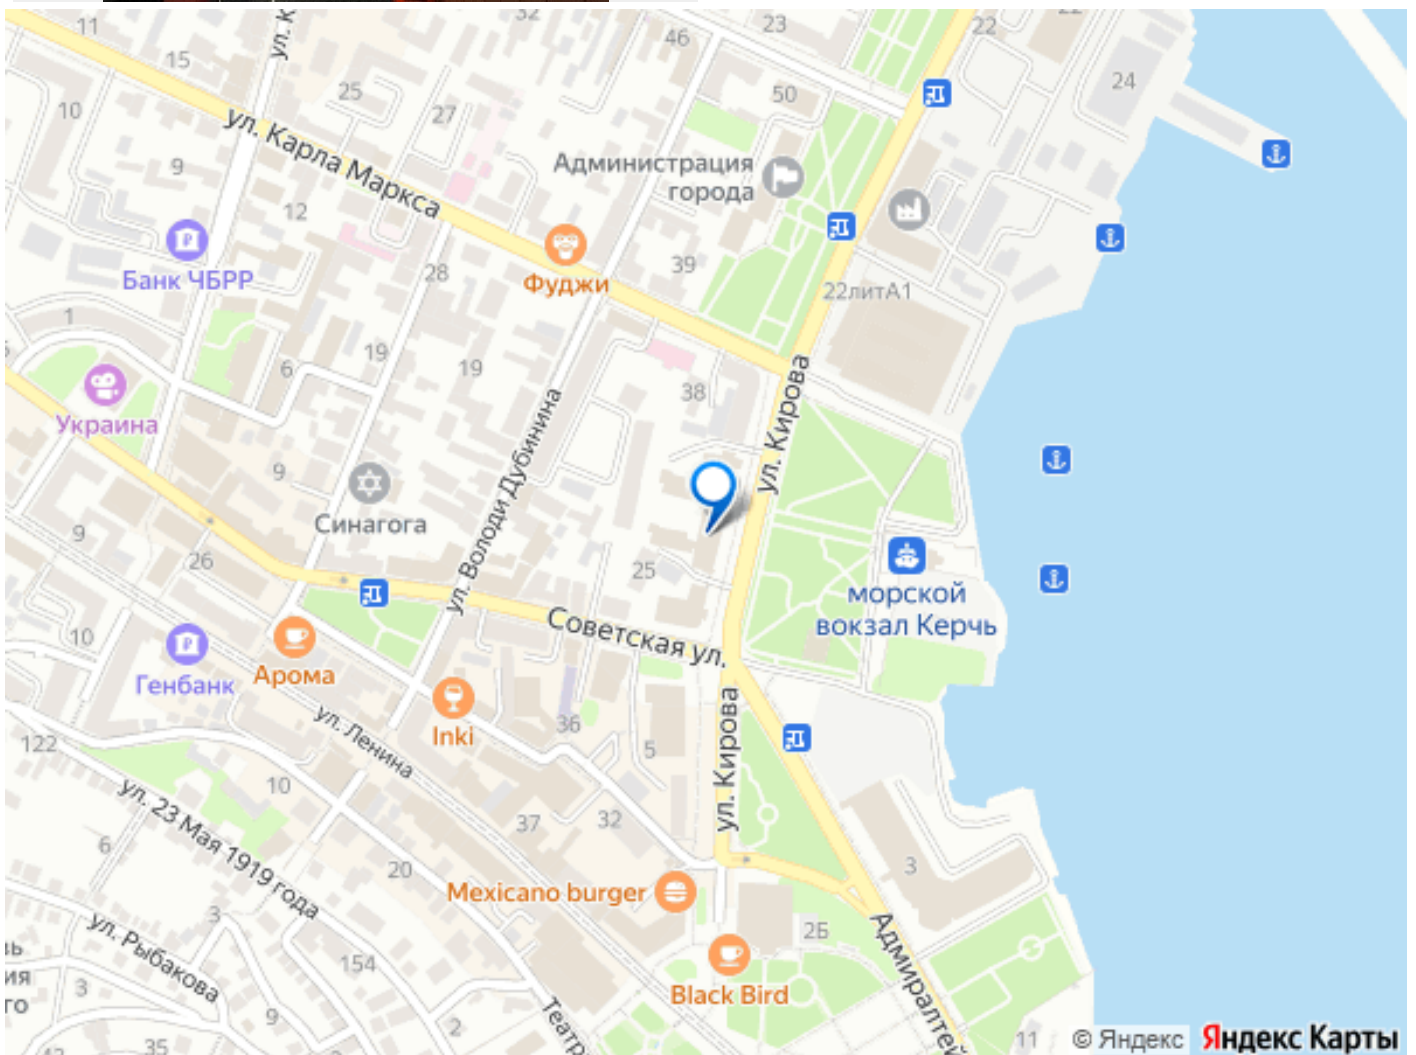 11
32
46
23
22
22
15
25
50
24
10
27
ул. К
ул. Карла Маркса
9
Администрация
города
12
Банк ЧБРР
28
Фуджи
39
22литА1
1
19
6
19
38
Украина
ул. Кирова
ул. Володи Дубинина
9
Синагога
9
26
25
морской
вокзал Керчь
Советская ул.
10
Генбанк
Арома
Inki
36
5
ул. Кирова
ул. Ленина
122
10
ул. 23 Мая 1919 года
37
32
6
20
3
Mexicano burger
3
ул. Рыбакова
2Б
Адмиралтей
154
ия
го
3
Black Bird
9
2
Театр
35
11
© Яндекс
Яндекс Карты